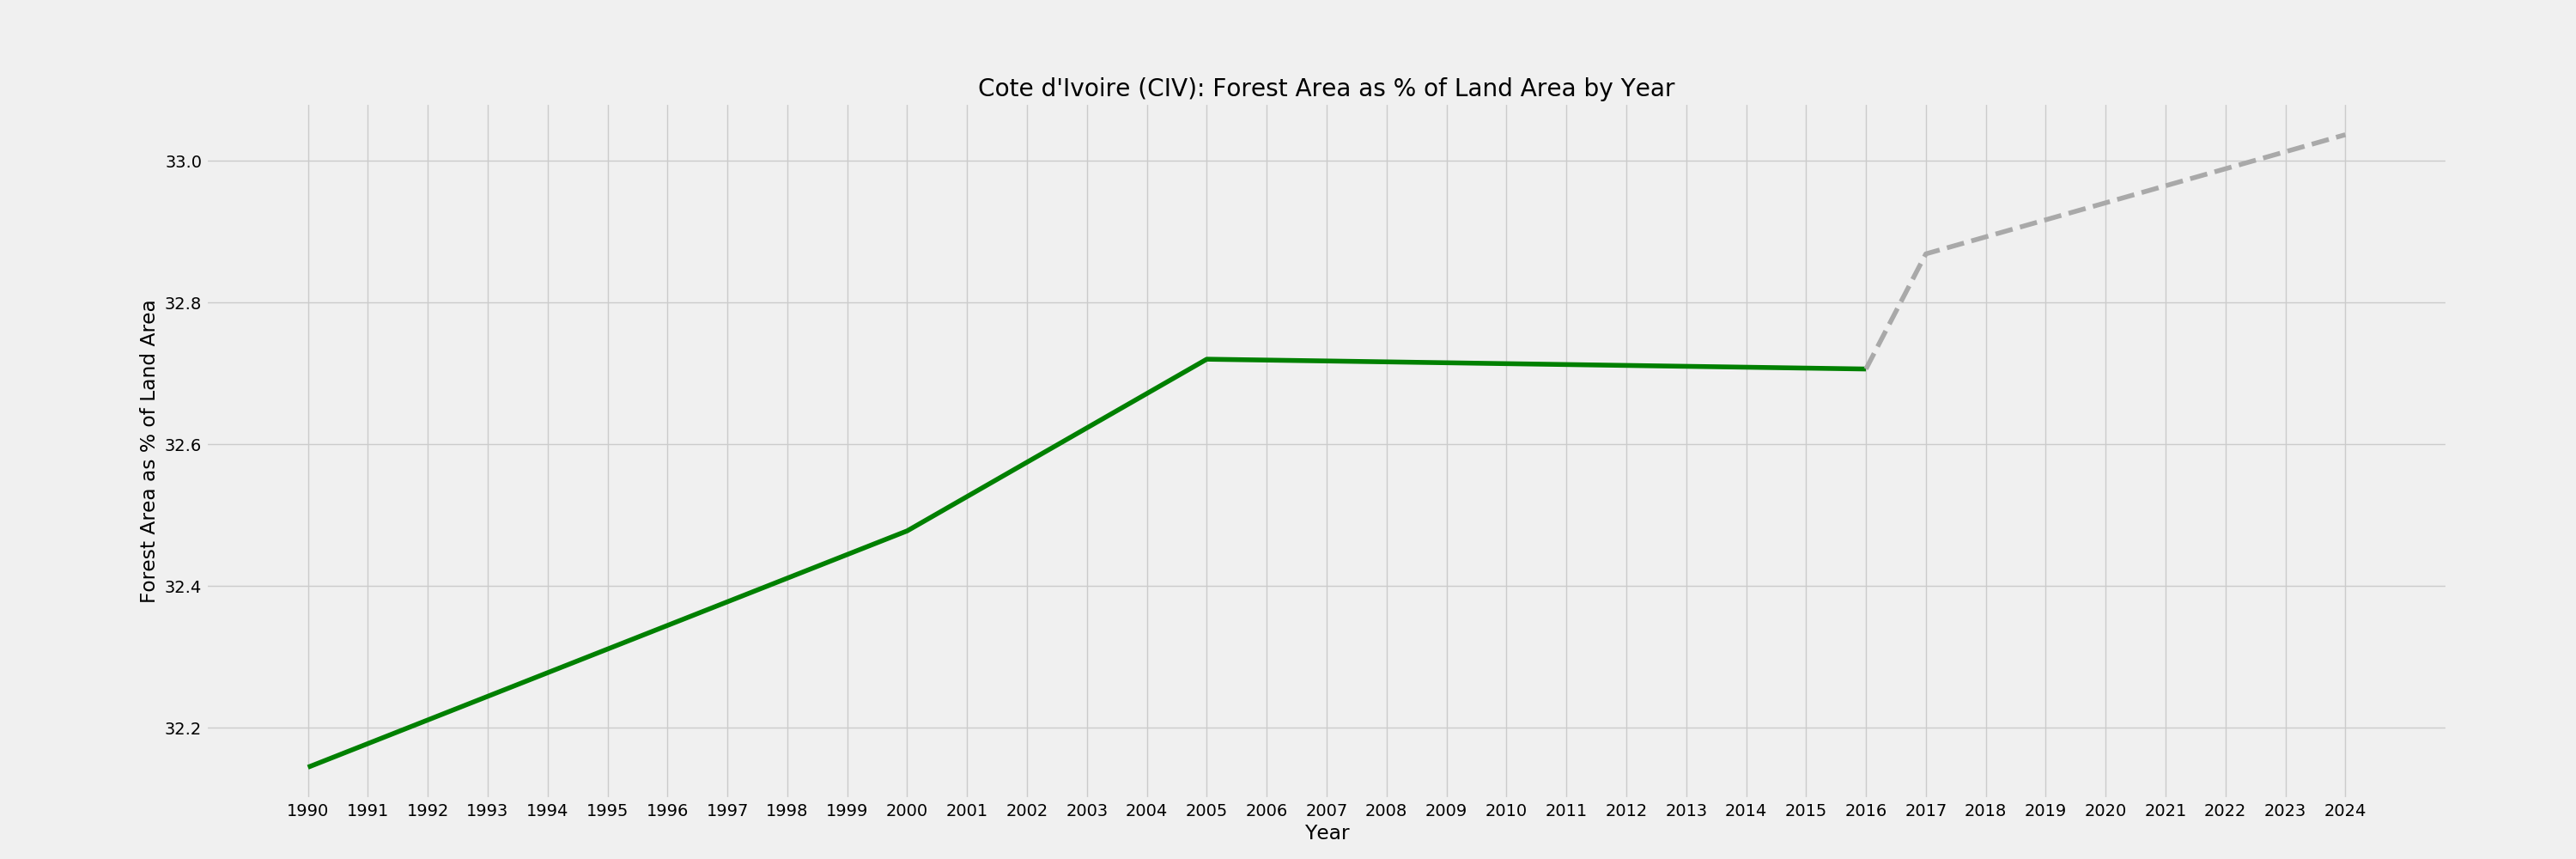 Cote d'Ivoire (CIV): Forest Area as % of Land Area by Year
Forest Area as % of Land Area
33.0
32.8
32.6
32.4
32.2
1990 1991 1992 1993 1994 1995 1996 1997 1998 1999 2000 2001 2002 2003 2004 2005 2006 2007 2008 2009 2010 2011 2012 2013 2014 2015 2016 2017 2018 2019 2020 2021 2022 2023 2024
Year